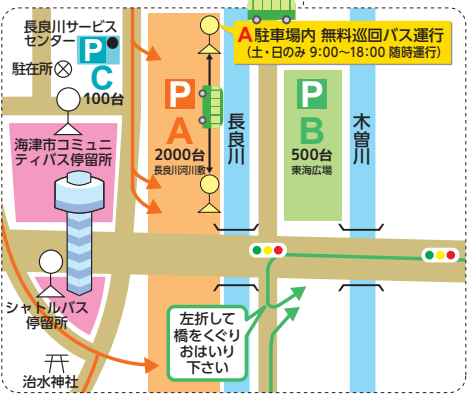 長良川サービス
センター
P
C
100台
駐在所
海津市コミュニ
ティバス停留所
シャトルバス
停留所
治水神社
P
A
2000台
長良川河川敷
A駐車場内 無料巡回バス運行
(土・日のみ 9:00〜18:00 随時運行)
長良川
P
B
500台
東海広場
木曽川
左折して
橋をくぐり
おはいり
下さい